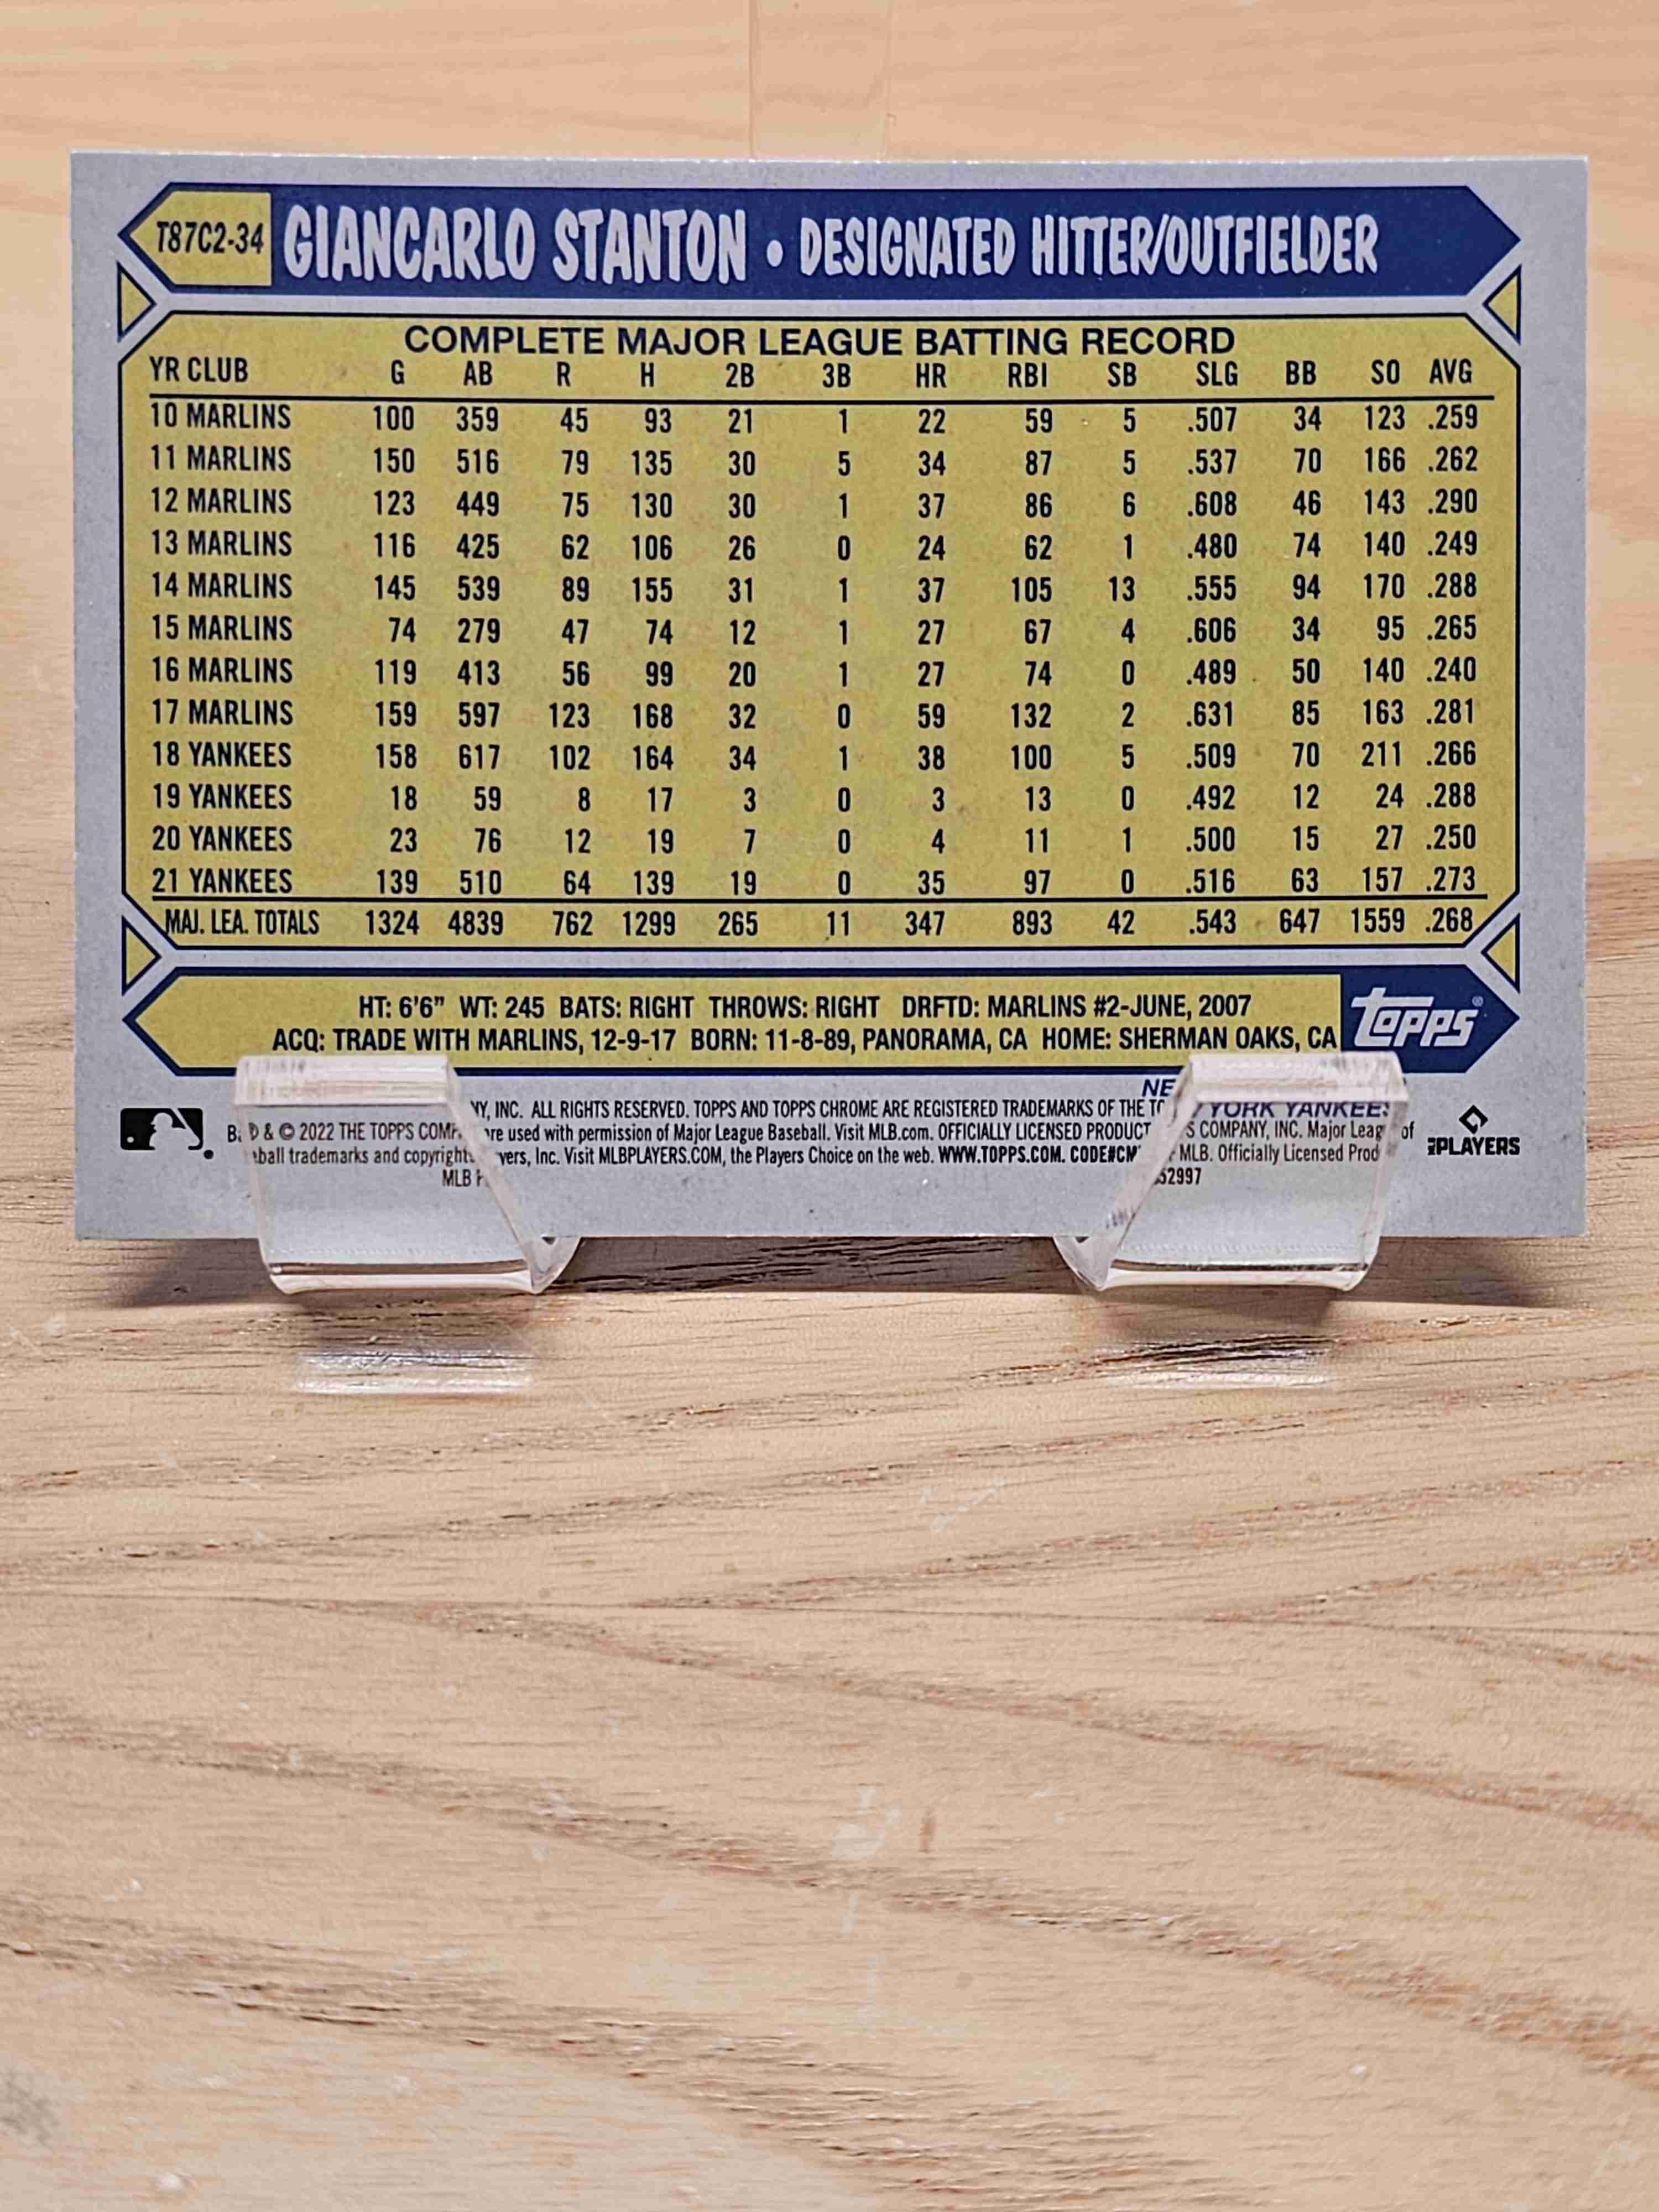 T87C2-34 GIANCARLO STANTON • DESIGNATED HITTER/OUTFIELDER
COMPLETE MAJOR LEAGUE BATTING RECORD
YR CLUB G AB R H 2B 3B HR RBI SB SLG BB SO AVG
10 MARLINS 100 359 45 93 21 1 22 59 5 .507 34 123 .259
11 MARLINS 150 516 79 135 30 5 34 87 5 .537 70 166 .262
12 MARLINS 123 449 75 130 30 1 37 86 6 .608 46 143 .290
13 MARLINS 116 425 62 106 26 0 24 62 1 .480 74 140 .249
14 MARLINS 145 539 89 155 31 1 37 105 13 .555 94 170 .288
15 MARLINS 74 279 47 74 12 1 27 67 4 .606 34 95 .265
16 MARLINS 119 413 56 99 20 1 27 74 0 .489 50 140 .240
17 MARLINS 159 597 123 168 32 0 59 132 2 .631 85 163 .281
18 YANKEES 158 617 102 164 34 1 38 100 5 .509 70 211 .266
19 YANKEES 18 59 8 17 3 0 3 13 0 .492 12 24 .288
20 YANKEES 23 76 12 19 7 0 4 11 1 .500 15 27 .250
21 YANKEES 139 510 64 139 19 0 35 97 0 .516 63 157 .273
MAJ. LEA. TOTALS 1324 4839 762 1299 265 11 347 893 42 .543 647 1559 .268
HT: 6'6" WT: 245 BATS: RIGHT THROWS: RIGHT DRFTD: MARLINS #2-JUNE, 2007
ACQ: TRADE WITH MARLINS, 12-9-17 BORN: 11-8-89, PANORAMA, CA HOME: SHERMAN OAKS, CA
topps®
YORK YANKEES
& © 2022 THE TOPPS INC. ALL RIGHTS RESERVED. TOPPS AND TOPPS CHROME ARE REGISTERED TRADEMARKS OF THE COMPANY, INC. Major
trademarks and are used with permission of Major League Baseball. Visit MLB.com. OFFICIALLY LICENSED PRODUCT MLB. Officially Licensed of
MLB Inc. Visit MLBPLAYERS.COM, the Players Choice on the web. WWW.TOPPS.COM.
PLAYERS